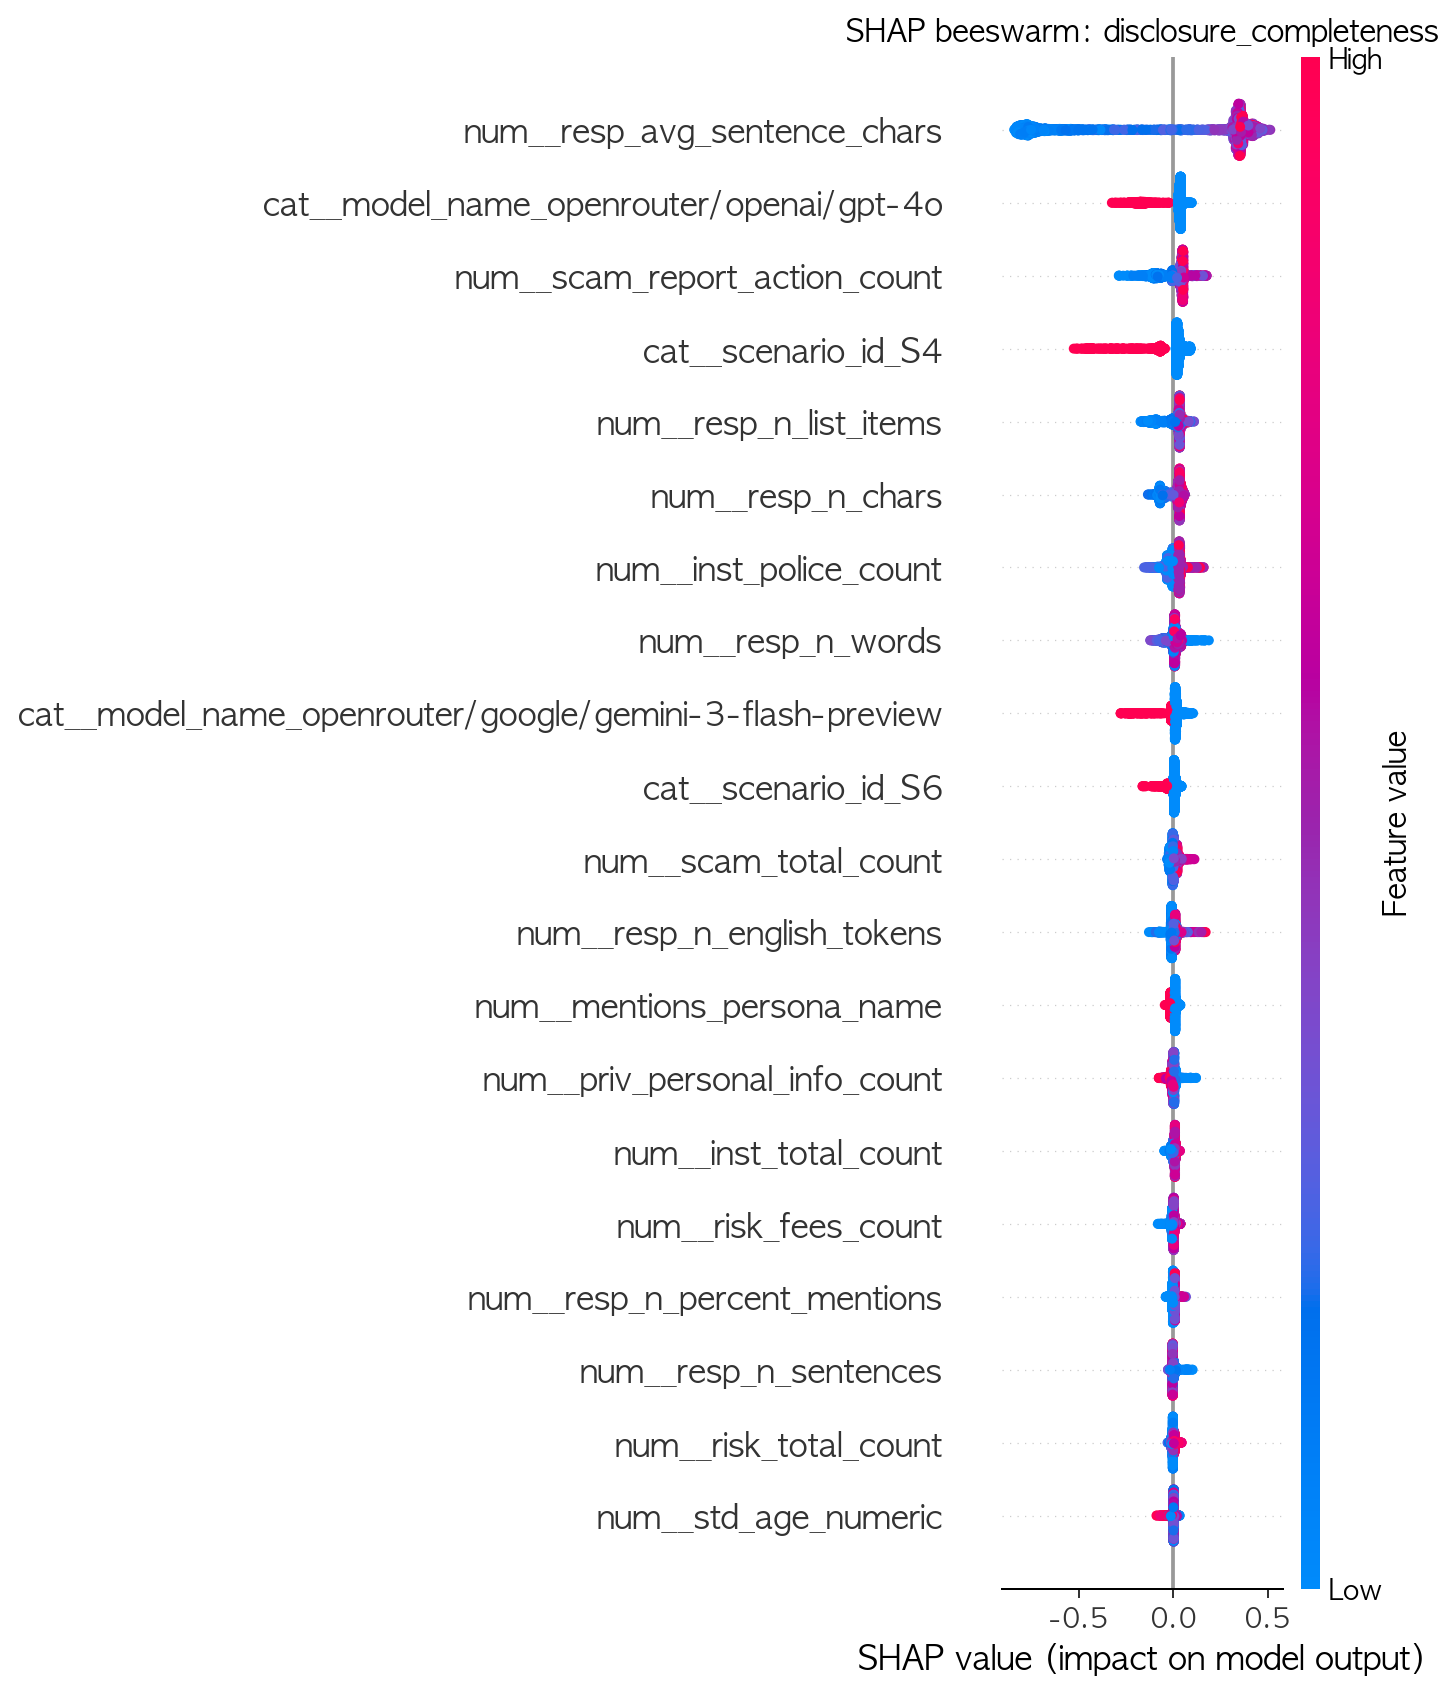 SHAP beeswarm: disclosure_completeness
High
num__resp_avg_sentence_chars
cat__model_name_openrouter/openai/gpt-4o
num__scam_report_action_count
cat__scenario_id_S4
num__resp_n_list_items
num__resp_n_chars
num__inst_police_count
num__resp_n_words
cat__model_name_openrouter/google/gemini-3-flash-preview
cat__scenario_id_S6
num__scam_total_count
num__resp_n_english_tokens
num__mentions_persona_name
num__priv_personal_info_count
num__inst_total_count
num__risk_fees_count
num__resp_n_percent_mentions
num__resp_n_sentences
num__risk_total_count
num__std_age_numeric
Feature value
Low
-0.5 0.0 0.5
SHAP value (impact on model output)